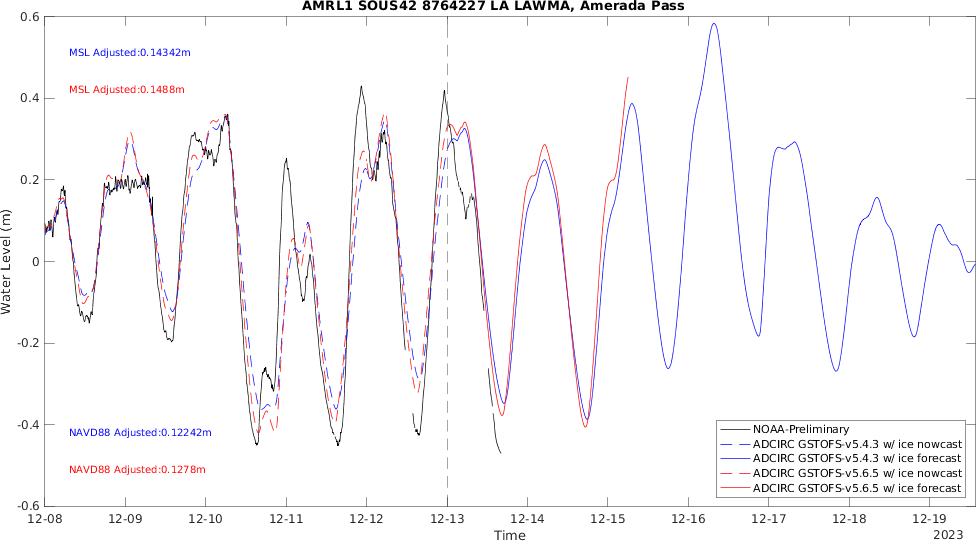 AMRL1 SOUS42 8764227 LA LAWMA, Amerada Pass
0.6
MSL Adjusted:0.14342m
MSL Adjusted:0.1488m
0.4
0.2
Water Level (m)
0
-0.2
-0.4
NAVD88 Adjusted:0.12242m
NAVD88 Adjusted:0.1278m
-0.6
NOAA-Preliminary
ADCIRC GSTOFS-v5.4.3 w/ ice nowcast
ADCIRC GSTOFS-v5.4.3 w/ ice forecast
ADCIRC GSTOFS-v5.6.5 w/ ice nowcast
ADCIRC GSTOFS-v5.6.5 w/ ice forecast
12-08 12-09 12-10 12-11 12-12 12-13 12-14 12-15 12-16 12-17 12-18 12-19
Time
2023